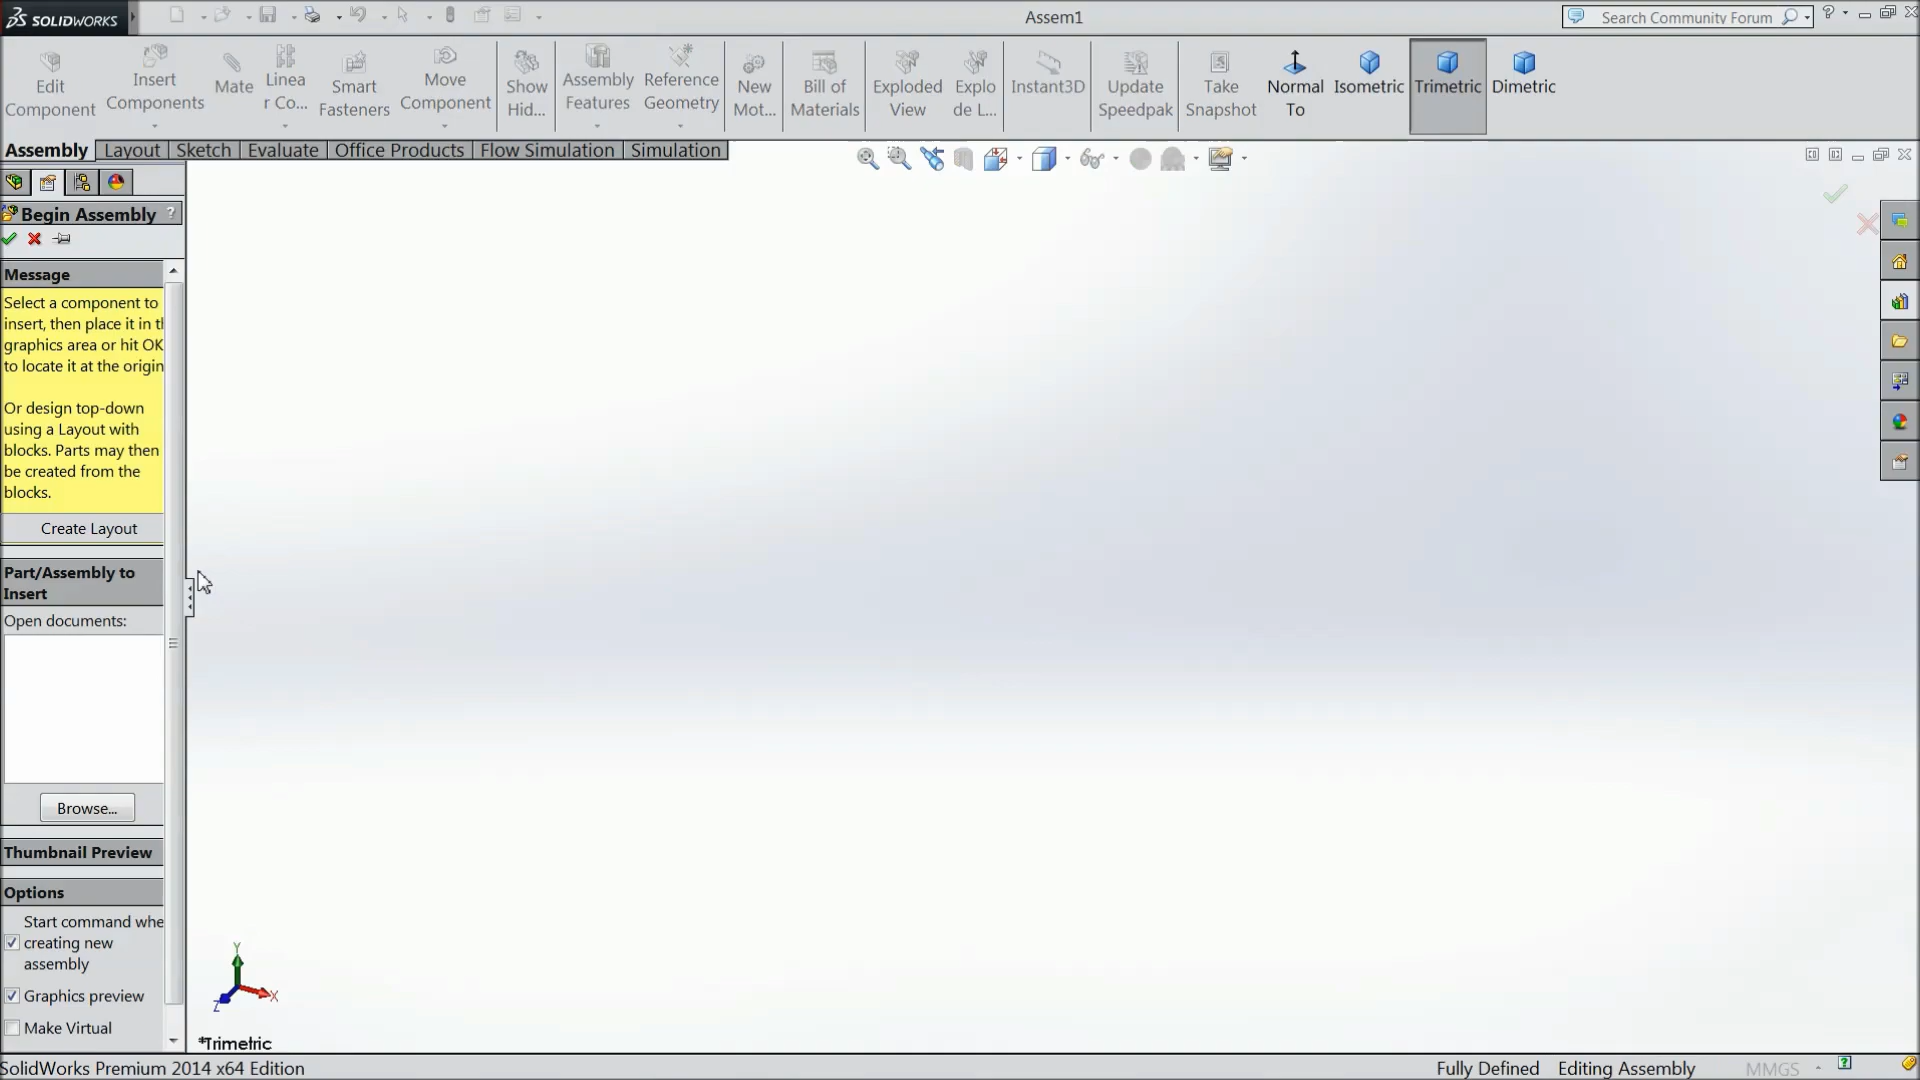 SOLIDWORKS
Assem1
Search Community Forum
?
Edit Component
Insert Components
Mate
Linea r Co...
Smart Fasteners
Move Component
Show Hid...
Assembly Features
Reference Geometry
New Mot...
Bill of Materials
Exploded View
Explo de L...
Instant3D
Update Speedpak
Take Snapshot
Normal To
Isometric
Trimetric
Dimetric
Assembly
Layout
Sketch
Evaluate
Office Products
Flow Simulation
Simulation
Begin Assembly
?
Message
Select a component to
insert, then place it in th
graphics area or hit OK
to locate it at the origin
Or design top-down
using a Layout with
blocks. Parts may then
be created from the
blocks.
Create Layout
Part/Assembly to
Insert
Open documents:
Browse...
Thumbnail Preview
Options
Start command whe
creating new
assembly
Graphics preview
Make Virtual
Y
X
Z
*Trimetric
SolidWorks Premium 2014 x64 Edition
Fully Defined
Editing Assembly
MMGS
?